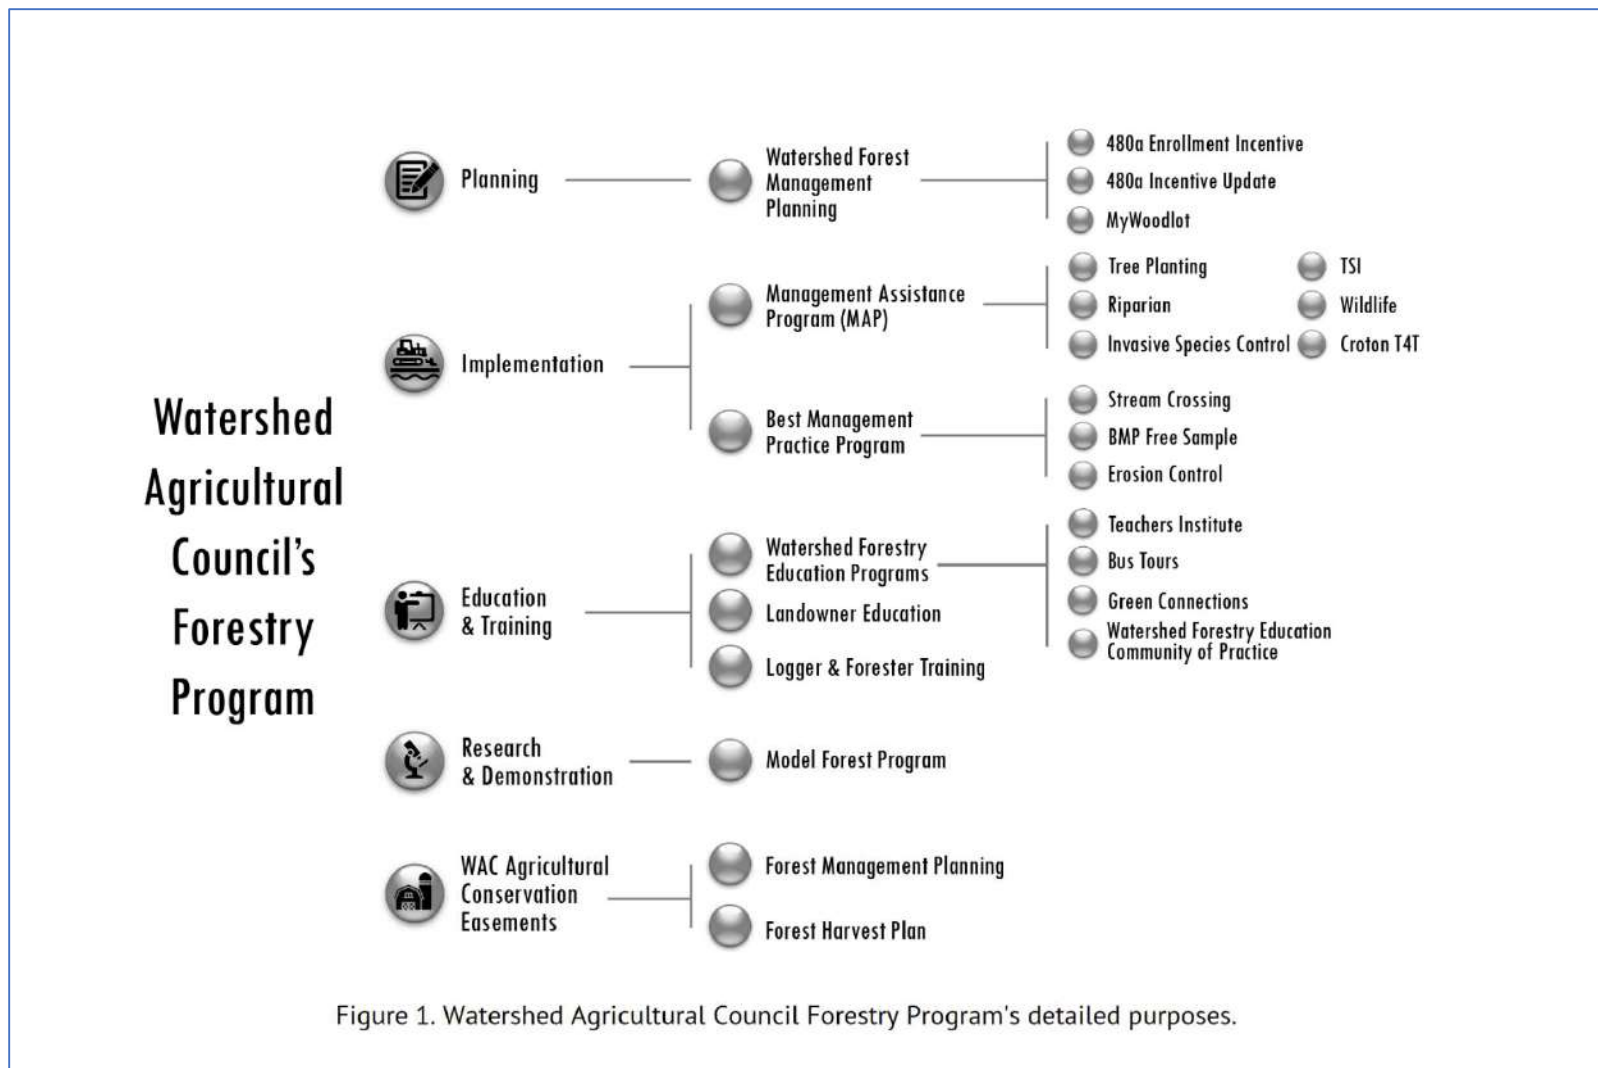 Watershed
Agricultural
Council's
Forestry
Program
Planning
Watershed Forest
Management
Planning
480a Enrollment Incentive
480a Incentive Update
MyWoodlot
Implementation
Management Assistance
Program (MAP)
Tree Planting
TSI
Riparian
Wildlife
Invasive Species Control
Croton T4T
Best Management
Practice Program
Stream Crossing
BMP Free Sample
Erosion Control
Education
& Training
Watershed Forestry
Education Programs
Teachers Institute
Bus Tours
Green Connections
Watershed Forestry Education
Community of Practice
Landowner Education
Logger & Forester Training
Research
& Demonstration
Model Forest Program
WAC Agricultural
Conservation
Easements
Forest Management Planning
Forest Harvest Plan
Figure 1. Watershed Agricultural Council Forestry Program's detailed purposes.